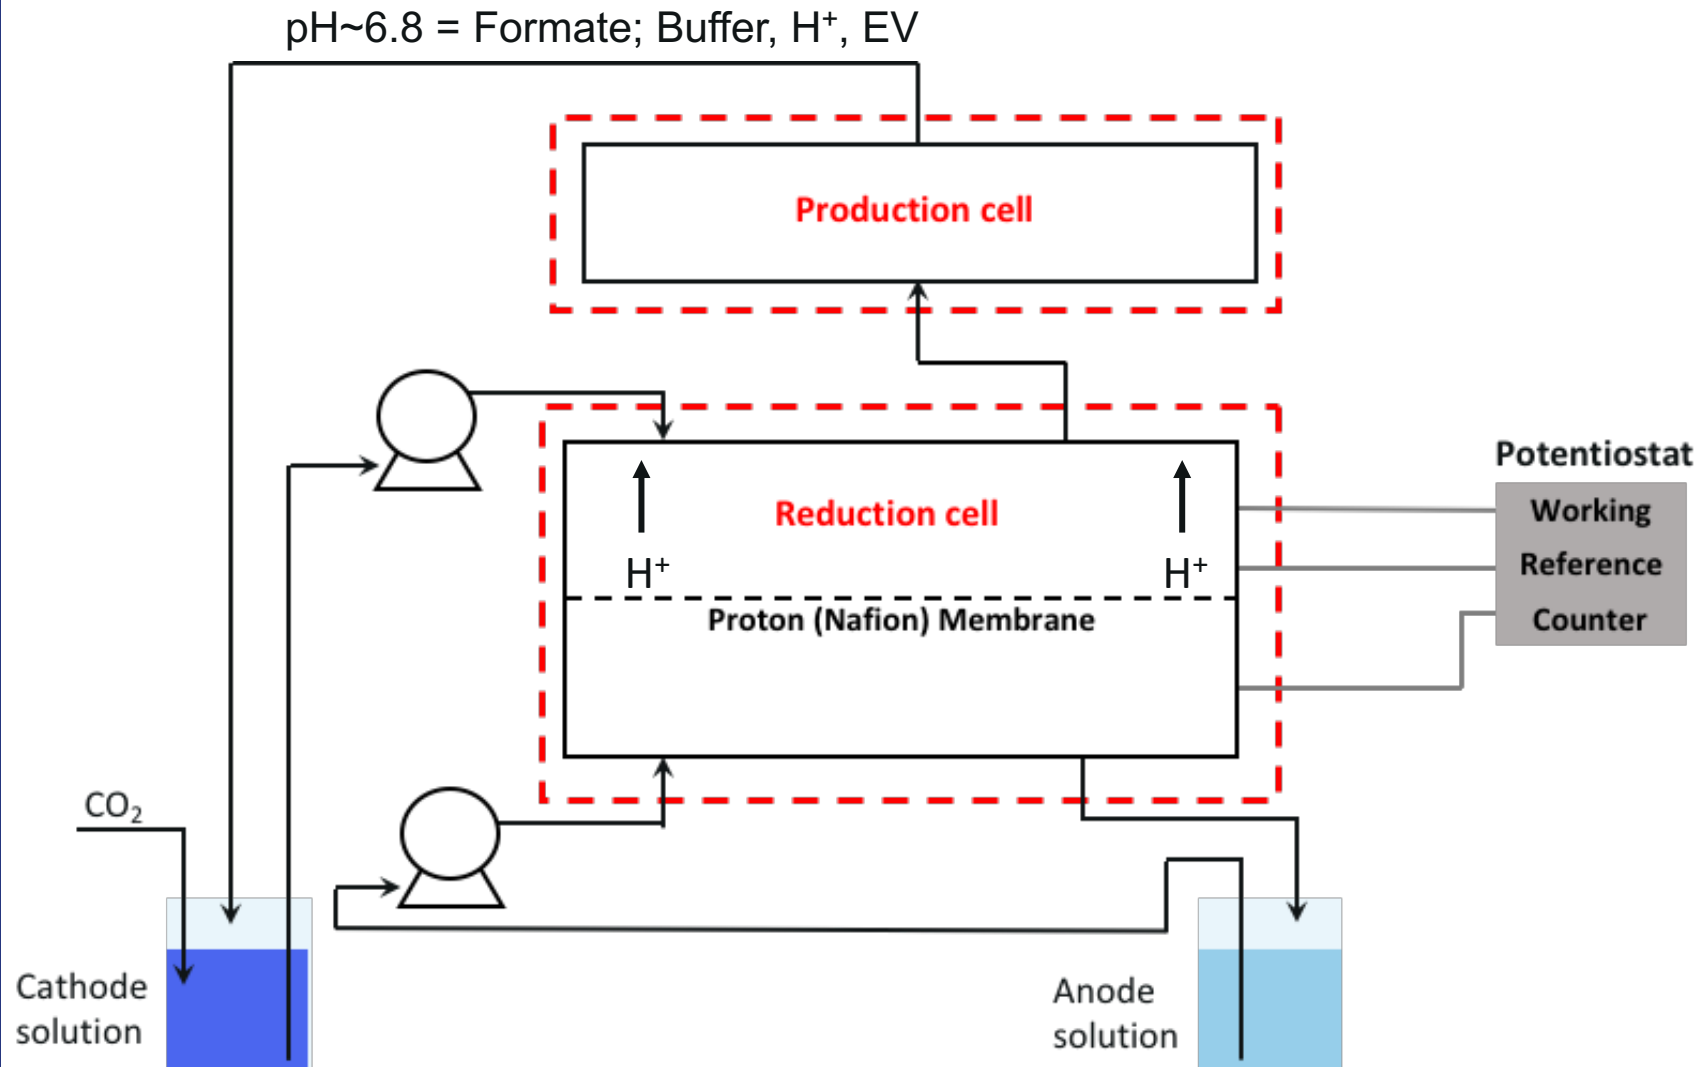 pH~6.8 = Formate; Buffer, H⁺, EV
Production cell
Potentiostat
Working
Reference
Counter
Reduction cell
H⁺
H⁺
Proton (Nafion) Membrane
CO₂
Cathode
solution
Anode
solution